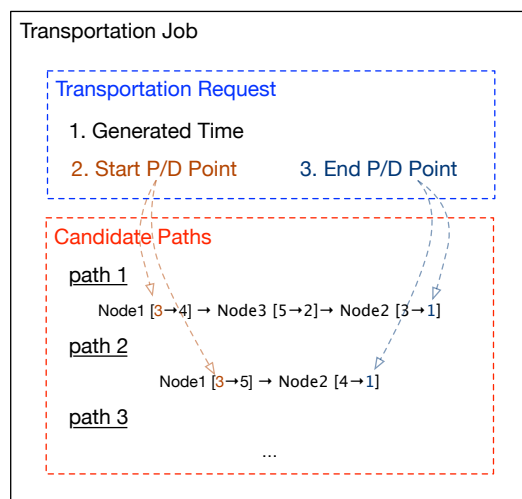 Transportation Job
Transportation Request
1. Generated Time
2. Start P/D Point 3. End P/D Point
Candidate Paths
path 1
Node1 [3→4] → Node3 [5→2]→ Node2 [3→1]
path 2
Node1 [3→5] → Node2 [4→1]
path 3
...